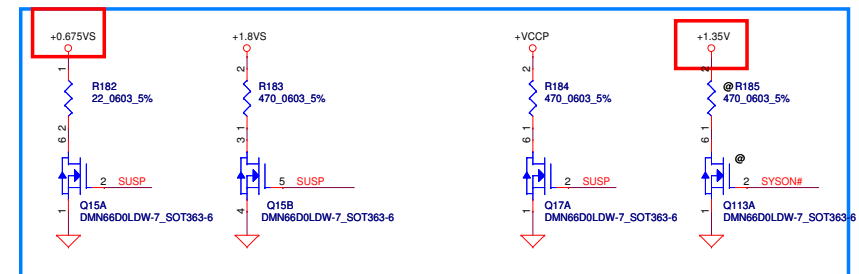 +0.675VS
+1.8VS
+VCCP
+1.35V
1
2
2
2
R182
22_0603_5%
R183
470_0603_5%
R184
470_0603_5%
@R185
470_0603_5%
2
1
1
1
6
3
6
6
@
2 SUSP
5 SUSP
2 SUSP
2 SYSON#
1
4
1
1
Q15A
DMN66D0LDW-7_SOT363-6
Q15B
DMN66D0LDW-7_SOT363-6
Q17A
DMN66D0LDW-7_SOT363-6
Q113A
DMN66D0LDW-7_SOT363-6